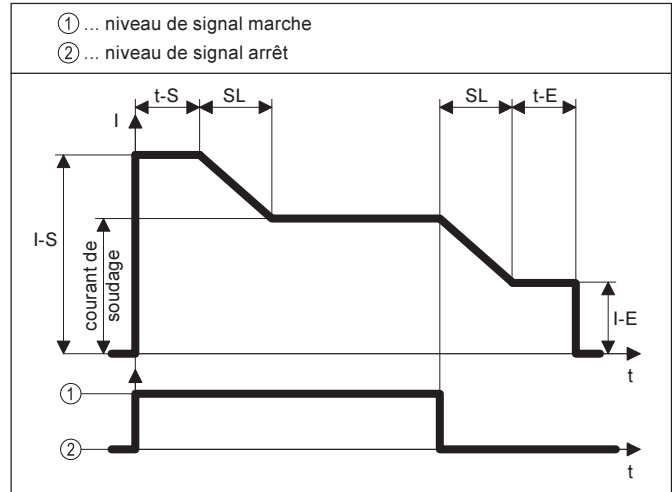 ① ... niveau de signal marche
② ... niveau de signal arrêt
t-S SL SL t-E
I
I-S
courant de
soudage
I-E
t
①
②
t